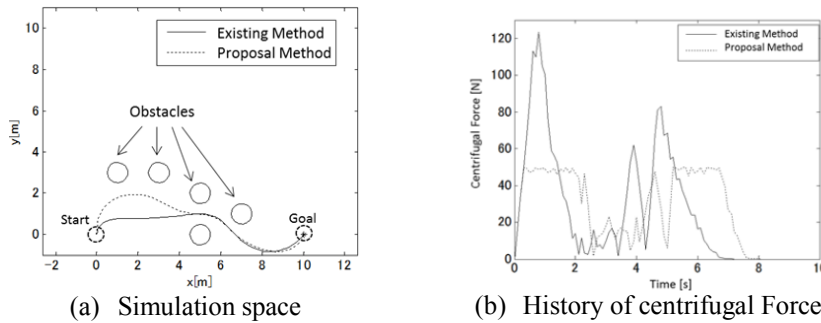 10
8
6
4
2
0
y[m]
Existing Method
Proposal Method
Obstacles
Start
Goal
-2 0 2 4 6 8 10 12
x[m]
(a) Simulation space
120
100
80
60
40
20
0
Centrifugal Force [N]
Existing Method
Proposal Method
0 2 4 6 8 10
Time [s]
(b) History of centrifugal Force